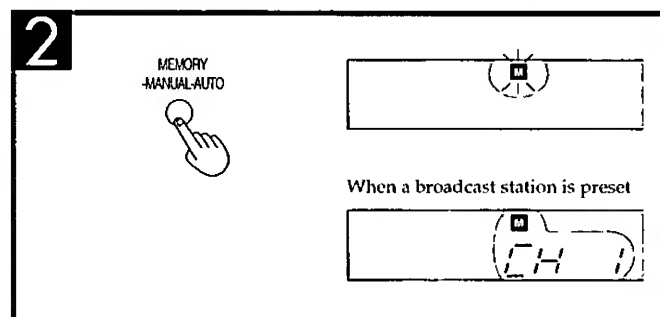 2
MEMORY
-MANUAL-AUTO
M
When a broadcast station is preset
M
CH 1